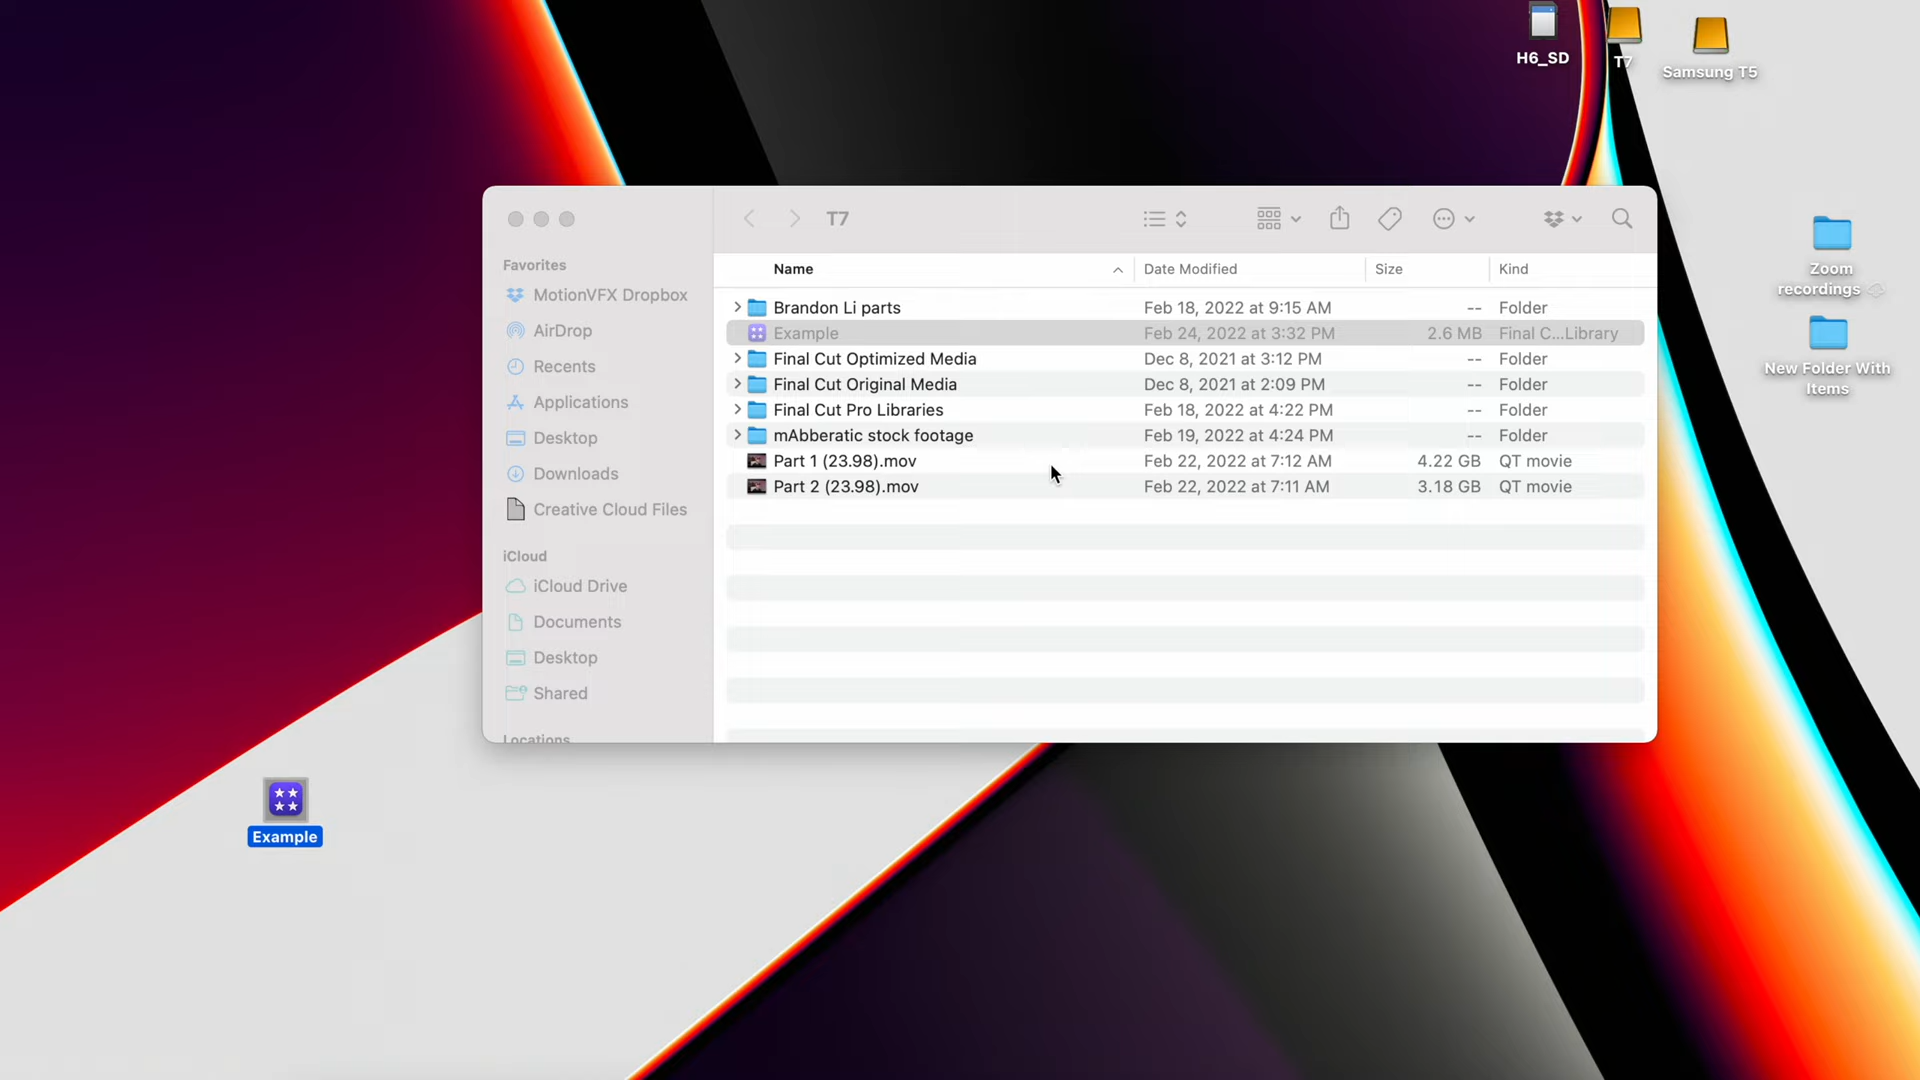 H6_SD
T7
Samsung T5
T7
Name
Date Modified
Size
Kind
Favorites
MotionVFX Dropbox
AirDrop
Recents
Applications
Desktop
Downloads
Creative Cloud Files
iCloud
iCloud Drive
Documents
Desktop
Shared
Locations
Brandon Li parts Feb 18, 2022 at 9:15 AM -- Folder
Example Feb 24, 2022 at 3:32 PM 2.6 MB Final C...Library
Final Cut Optimized Media Dec 8, 2021 at 3:12 PM -- Folder
Final Cut Original Media Dec 8, 2021 at 2:09 PM -- Folder
Final Cut Pro Libraries Feb 18, 2022 at 4:22 PM -- Folder
mAbberatic stock footage Feb 19, 2022 at 4:24 PM -- Folder
Part 1 (23.98).mov Feb 22, 2022 at 7:12 AM 4.22 GB QT movie
Part 2 (23.98).mov Feb 22, 2022 at 7:11 AM 3.18 GB QT movie
Zoom
recordings
New Folder With
Items
Example